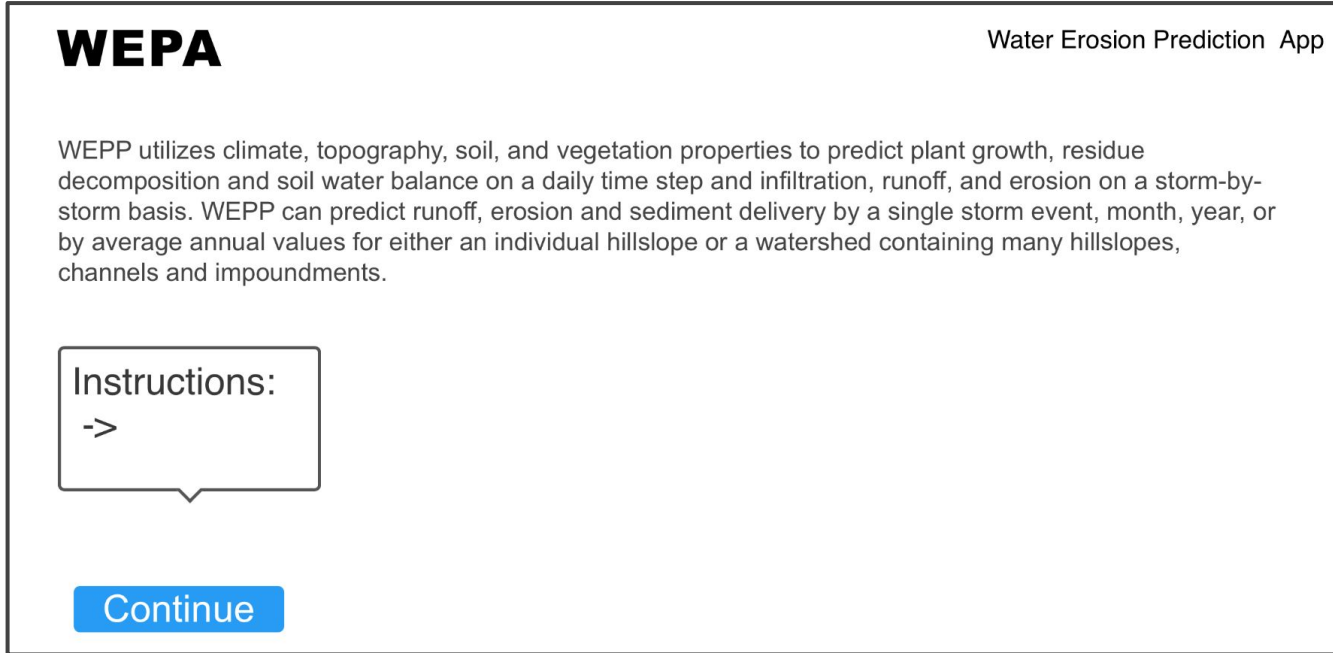 WEPA
Water Erosion Prediction App
WEPP utilizes climate, topography, soil, and vegetation properties to predict plant growth, residue
decomposition and soil water balance on a daily time step and infiltration, runoff, and erosion on a storm-by-
storm basis. WEPP can predict runoff, erosion and sediment delivery by a single storm event, month, year, or
by average annual values for either an individual hillslope or a watershed containing many hillslopes,
channels and impoundments.
Instructions:
->
Continue